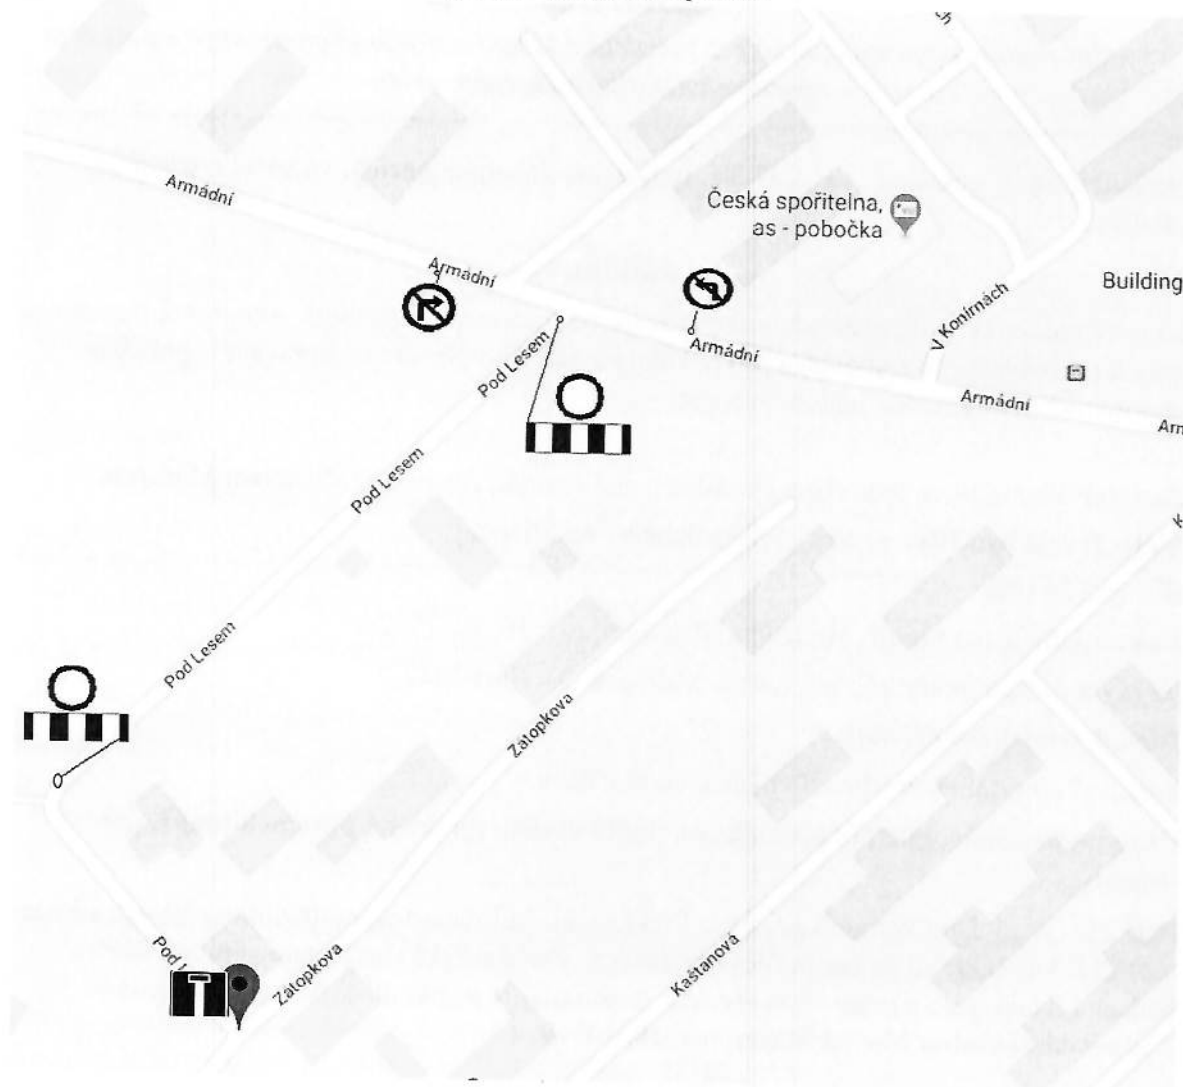 Armádní
Česká spořitelna,
as - pobočka
Armádní
Building
V Konírnách
Pod Lesem
Armádní
Armádní
Pod Lesem
Pod Lesem
Zátopkova
Kaštanová
Zátopkova
Pod